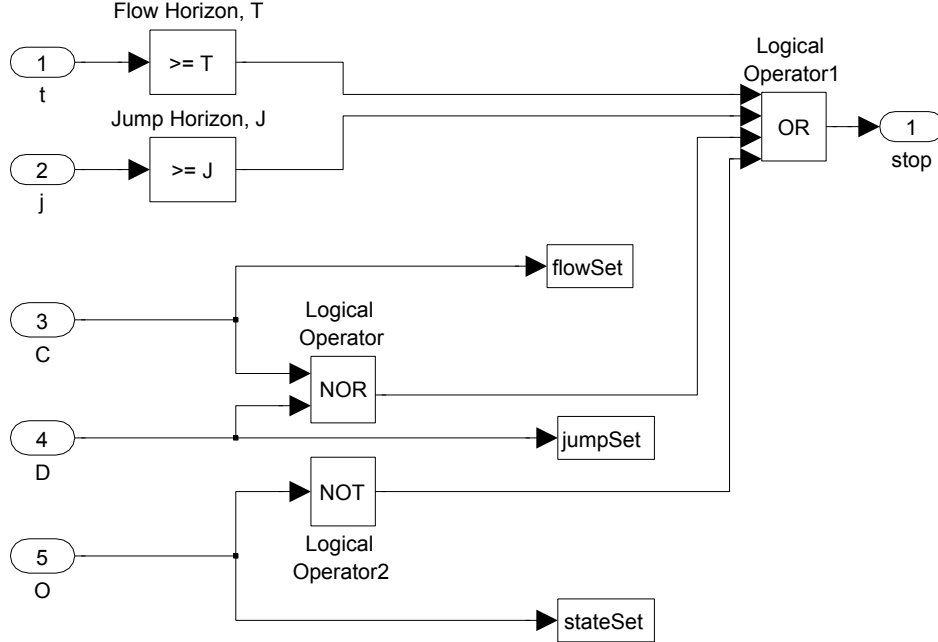 Flow Horizon, T
1
t
>= T
Jump Horizon, J
2
j
>= J
Logical
Operator1
OR
1
stop
flowSet
3
C
Logical
Operator
NOR
4
D
jumpSet
NOT
Logical
Operator2
5
O
stateSet